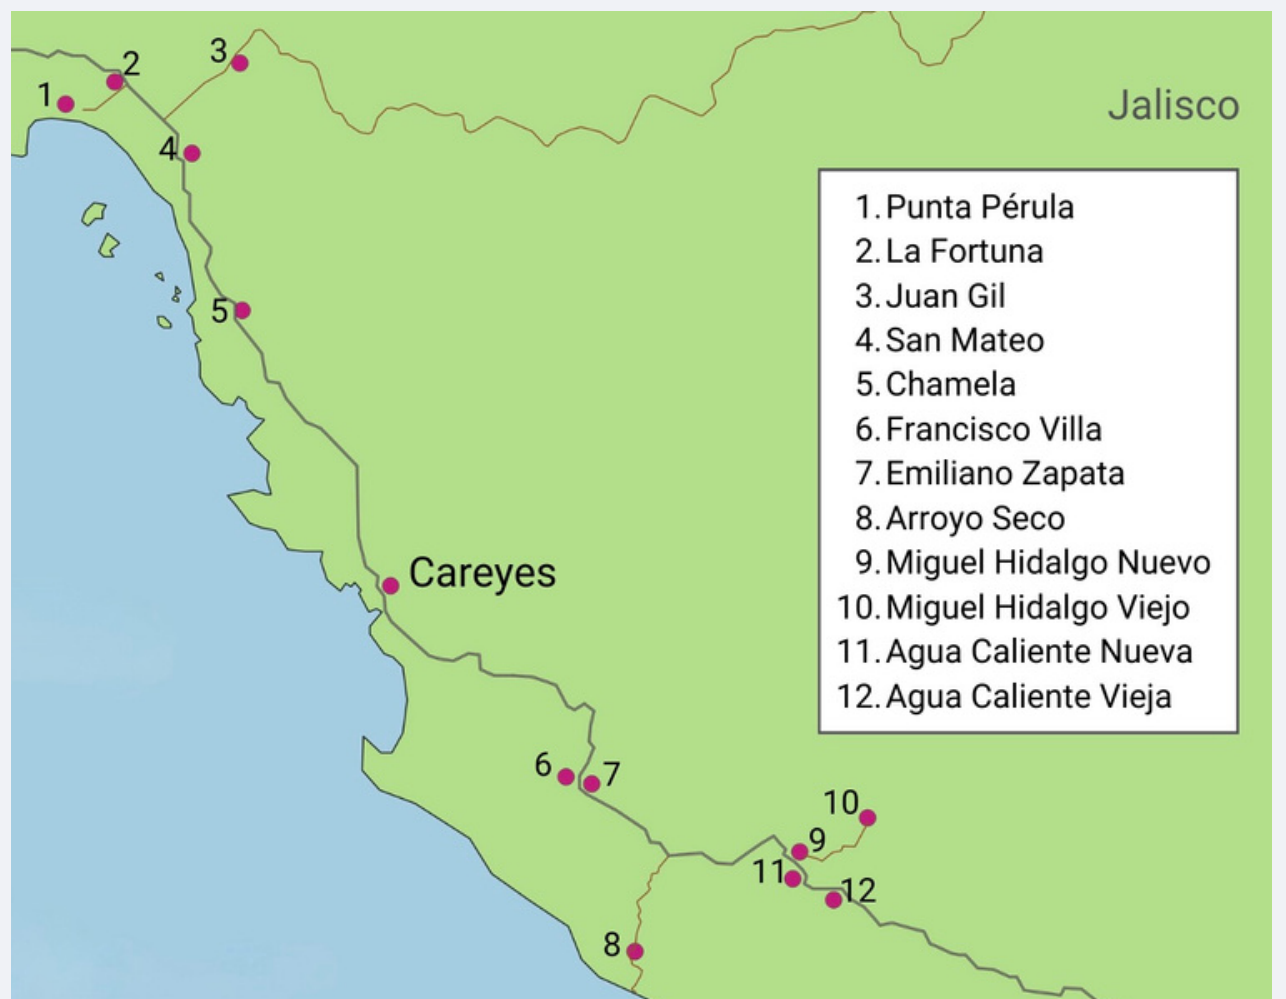 2
3
1
Jalisco
4
1. Punta Pérula
2. La Fortuna
3. Juan Gil
4. San Mateo
5. Chamela
6. Francisco Villa
7. Emiliano Zapata
8. Arroyo Seco
9. Miguel Hidalgo Nuevo
10. Miguel Hidalgo Viejo
11. Agua Caliente Nueva
12. Agua Caliente Vieja
5
Careyes
6
7
10
9
11
12
8